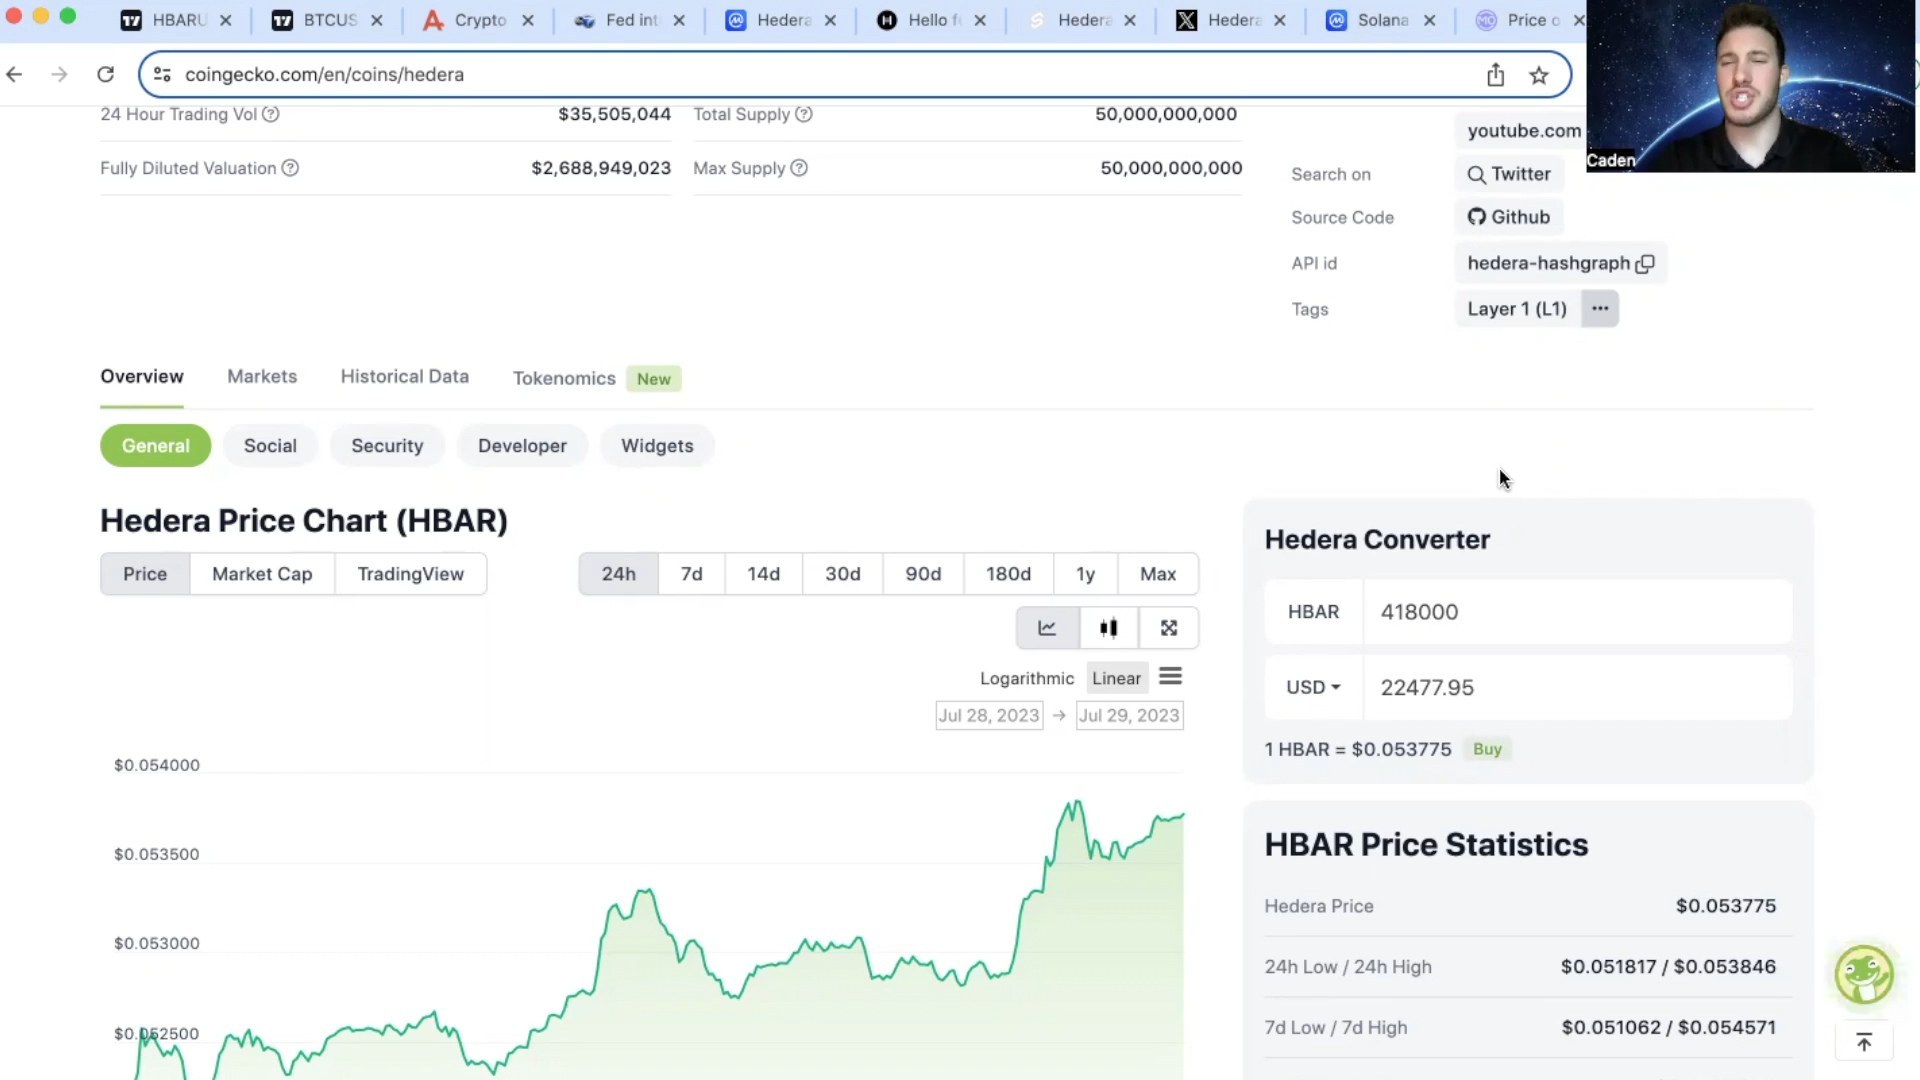 HBARU
BTCUS
Crypto
Fed int
Hedera
Hello f
Hedera
Hedera
Solana
Price o
coingecko.com/en/coins/hedera
Caden
24 Hour Trading Vol $35,505,044 Total Supply 50,000,000,000
youtube.com
Fully Diluted Valuation $2,688,949,023 Max Supply 50,000,000,000
Search on Twitter
Source Code Github
API id hedera-hashgraph
Tags Layer 1 (L1) ...
Overview Markets Historical Data Tokenomics New
General Social Security Developer Widgets
Hedera Price Chart (HBAR)
Price Market Cap TradingView 24h 7d 14d 30d 90d 180d 1y Max
Logarithmic Linear
Jul 28, 2023 → Jul 29, 2023
$0.054000
$0.053500
$0.053000
$0.052500
Hedera Converter
HBAR 418000
USD 22477.95
1 HBAR = $0.053775 Buy
HBAR Price Statistics
Hedera Price $0.053775
24h Low / 24h High $0.051817 / $0.053846
7d Low / 7d High $0.051062 / $0.054571